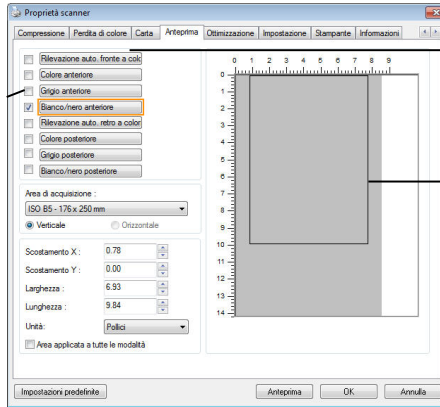 Proprietà scanner
Compressione Perdita di colore Carta Anteprima Ottimizzazione Impostazione Stampante Informazioni
Rilevazione auto. fronte a colo
Colore anteriore
Grigio anteriore
Bianco/nero anteriore
Rilevazione auto. retro a color
Colore posteriore
Grigio posteriore
Bianco/nero posteriore
Area di acquisizione :
ISO B5 - 176 x 250 mm
Verticale Orizzontale
Scostamento X : 0.78
Scostamento Y : 0.00
Larghezza : 6.93
Lunghezza : 9.84
Unità: Pollici
Area applicata a tutte le modalità
0 1 2 3 4 5 6 7 8 9
0
1
2
3
4
5
6
7
8
9
10
11
12
13
14
Impostazioni predefinite Anteprima OK Annulla